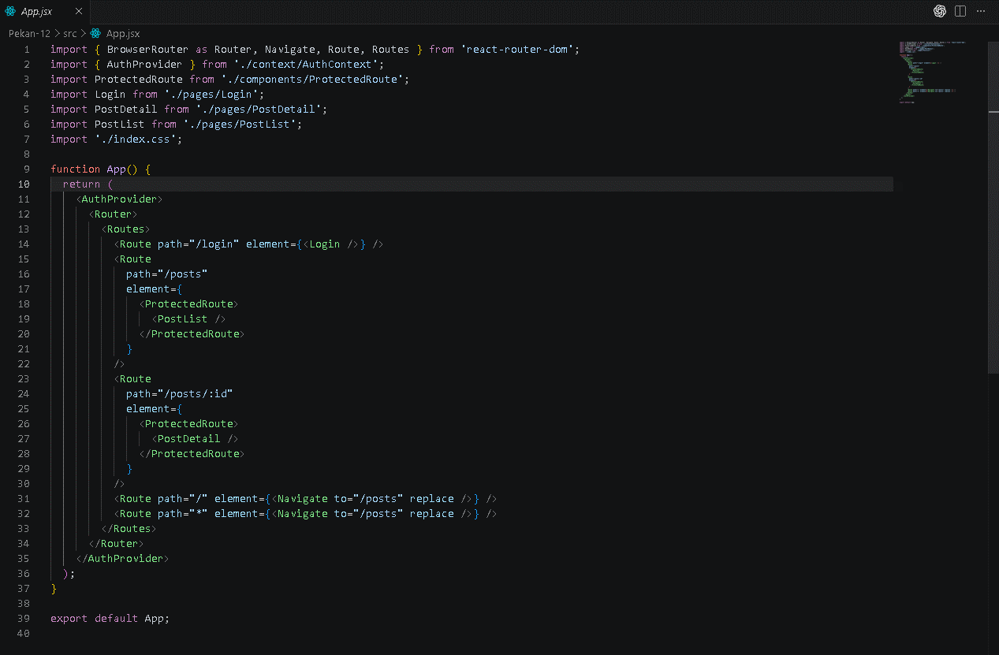 App.jsx
Pekan-12 > src > App.jsx
1 import { BrowserRouter as Router, Navigate, Route, Routes } from 'react-router-dom';
2 import { AuthProvider } from './context/AuthContext';
3 import ProtectedRoute from './components/ProtectedRoute';
4 import Login from './pages/Login';
5 import PostDetail from './pages/PostDetail';
6 import PostList from './pages/PostList';
7 import './index.css';
8
9 function App() {
10   return (
11     <AuthProvider>
12       <Router>
13         <Routes>
14           <Route path="/login" element={<Login />} />
15           <Route
16             path="/posts"
17             element={
18               <ProtectedRoute>
19                 <PostList />
20               </ProtectedRoute>
21             }
22           />
23           <Route
24             path="/posts/:id"
25             element={
26               <ProtectedRoute>
27                 <PostDetail />
28               </ProtectedRoute>
29             }
30           />
31           <Route path="/" element={<Navigate to="/posts" replace />} />
32           <Route path="*" element={<Navigate to="/posts" replace />} />
33         </Routes>
34       </Router>
35     </AuthProvider>
36   );
37 }
38
39 export default App;
40